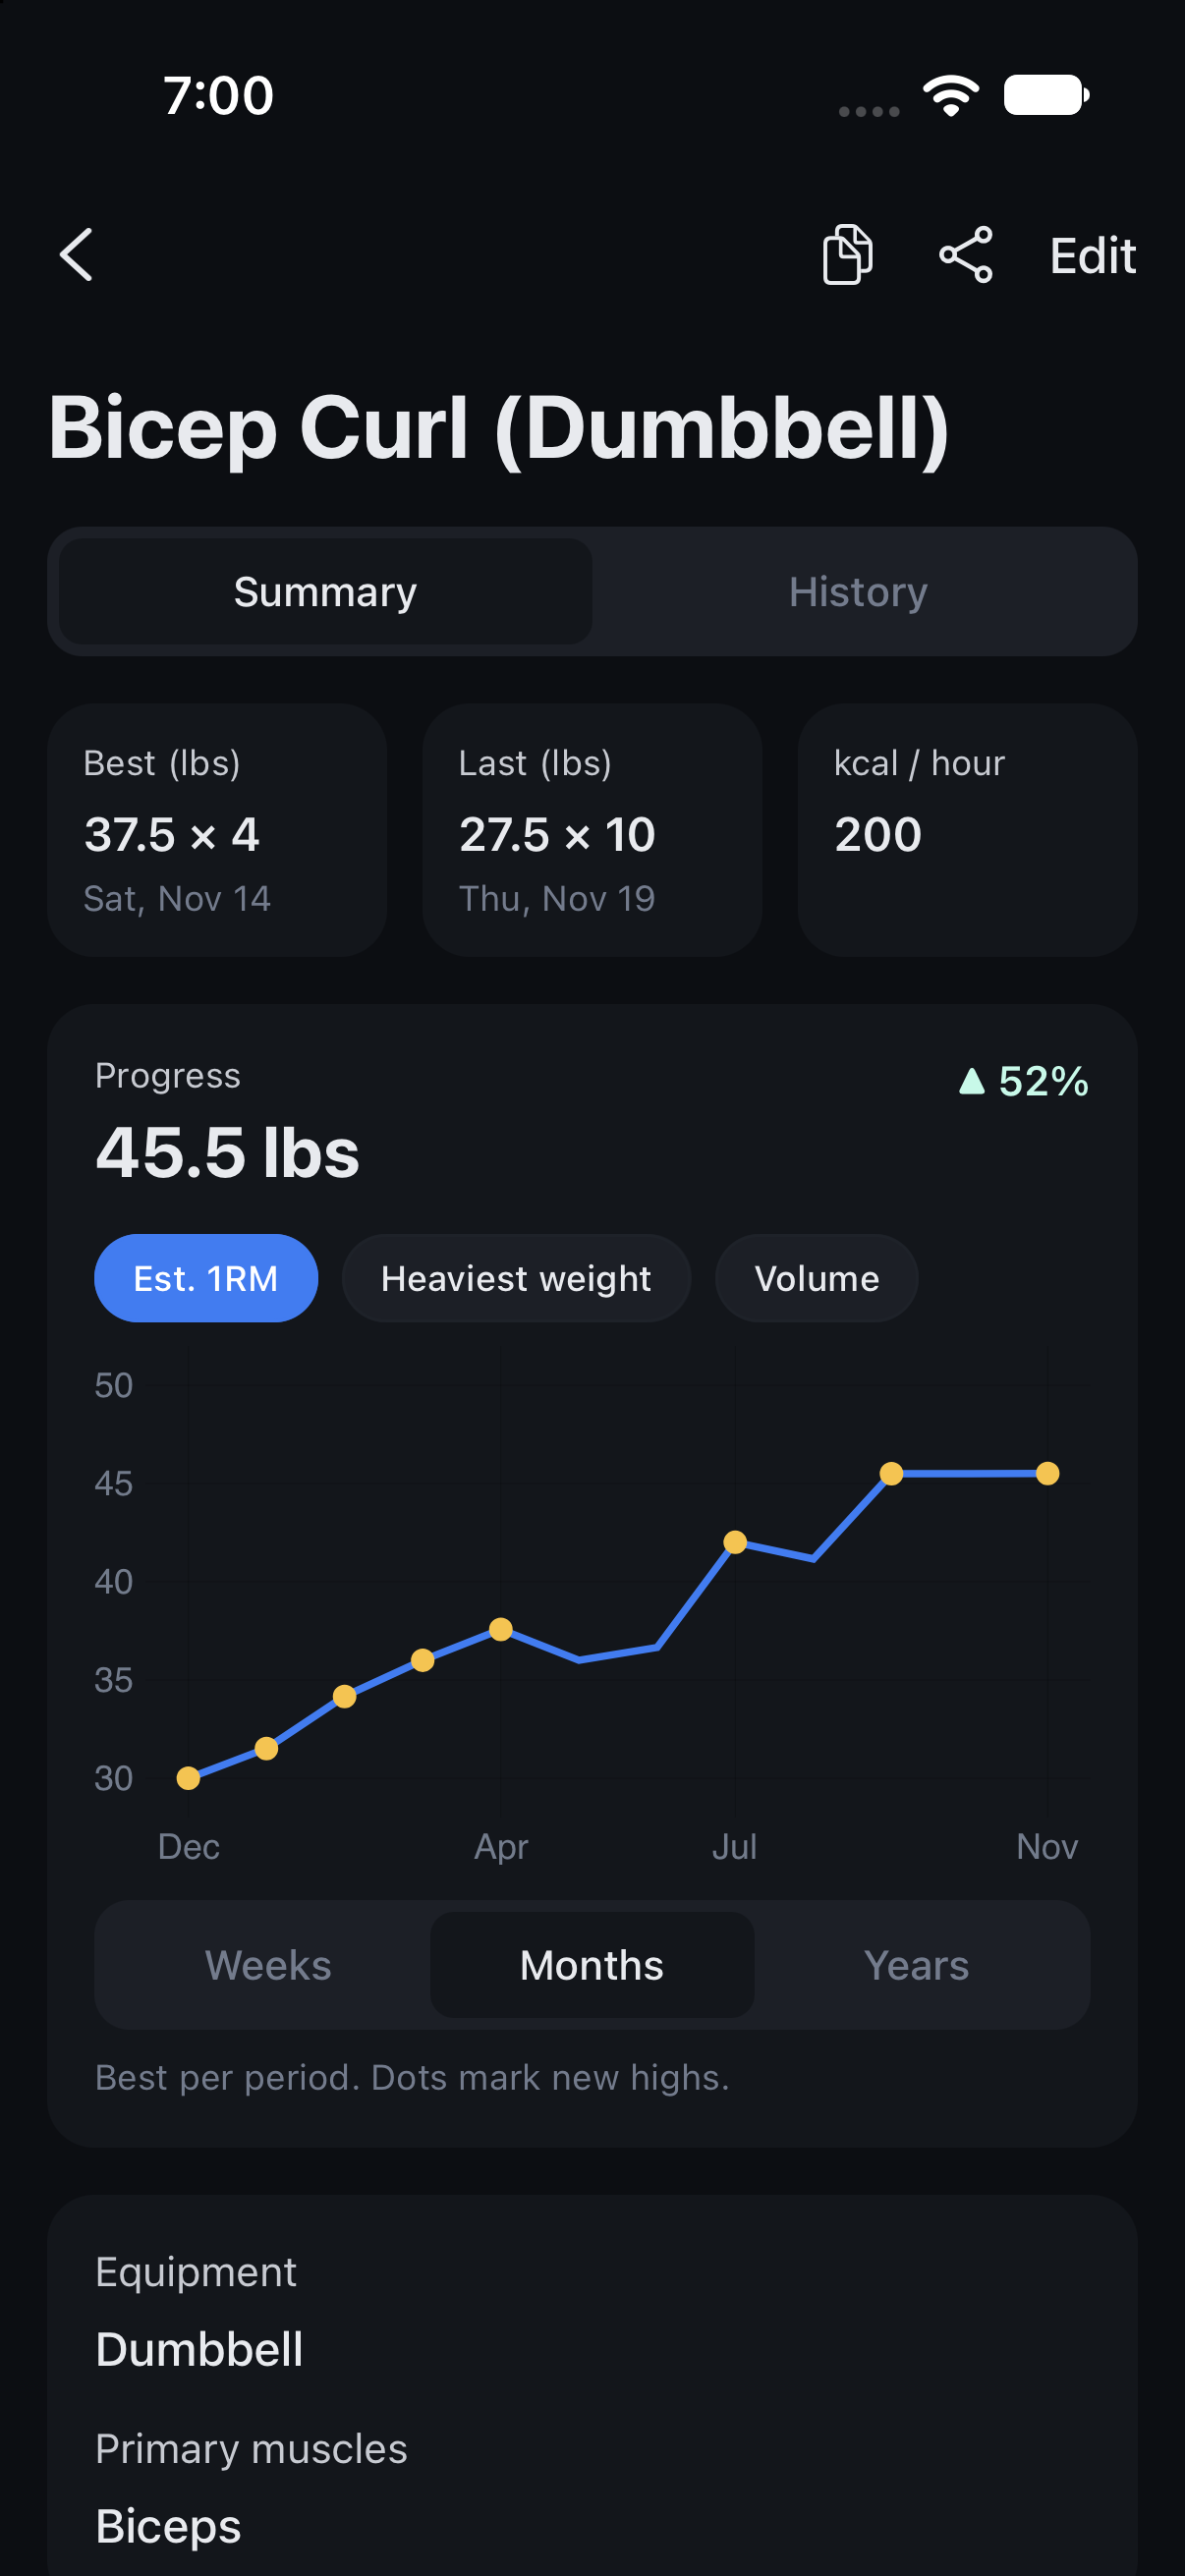 7:00
Edit
Bicep Curl (Dumbbell)
Summary History
Best (lbs) Last (lbs) kcal / hour
37.5 × 4 27.5 × 10 200
Sat, Nov 14 Thu, Nov 19
Progress ▲ 52%
45.5 lbs
Est. 1RM Heaviest weight Volume
50
45
40
35
30
Dec Apr Jul Nov
Weeks Months Years
Best per period. Dots mark new highs.
Equipment
Dumbbell
Primary muscles
Biceps